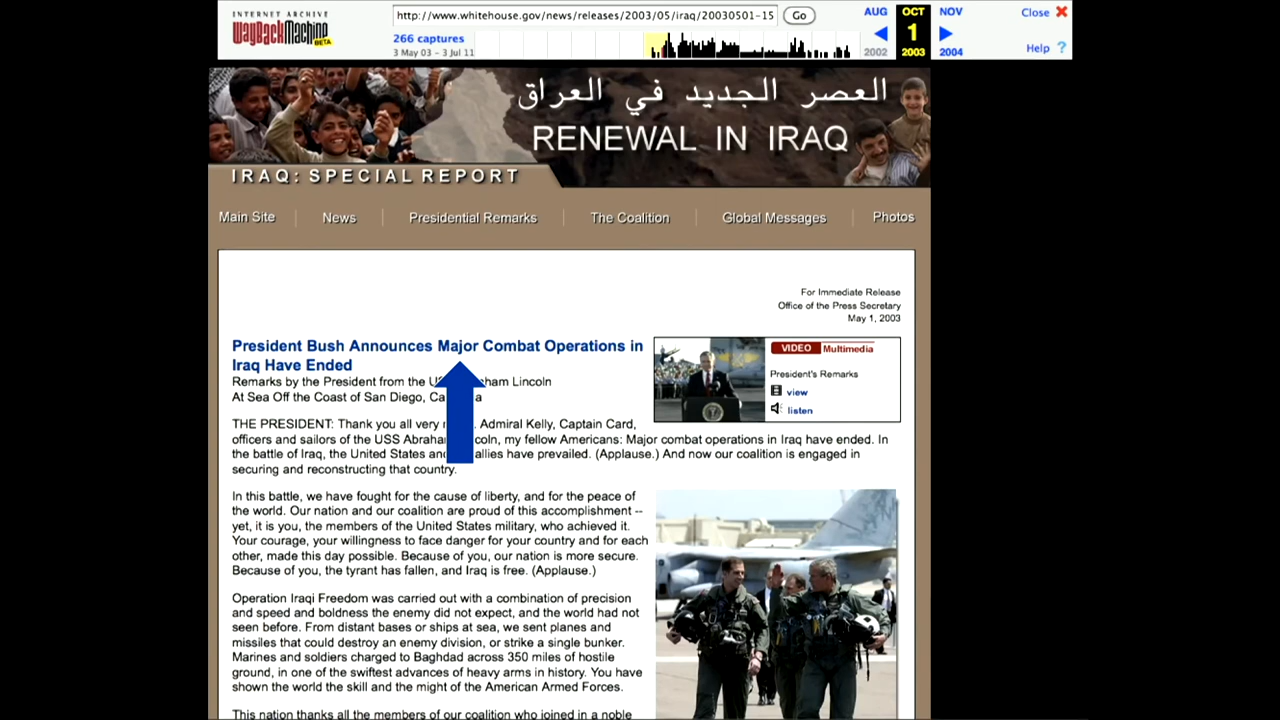 INTERNET ARCHIVE
WayBackMachine
BETA
http://www.whitehouse.gov/news/releases/2003/05/iraq/20030501-15
Go
266 captures
3 May 03 - 3 Jul 11
AUG OCT NOV
1
2002 2003 2004
Close
Help ?
العصر الجديد في العراق
RENEWAL IN IRAQ
IRAQ: SPECIAL REPORT
Main Site News Presidential Remarks The Coalition Global Messages Photos
For Immediate Release
Office of the Press Secretary
May 1, 2003
President Bush Announces Major Combat Operations in
Iraq Have Ended
Remarks by the President from the ham Lincoln
At Sea Off the Coast of San Diego,
VIDEO Multimedia
President's Remarks
view
listen
THE PRESIDENT: Thank you all very Admiral Kelly, Captain Card,
officers and sailors of the USS my fellow Americans: Major combat operations in Iraq have ended. In
the battle of Iraq, the United States allies have prevailed. (Applause.) And now our coalition is engaged in
securing and reconstructing that country.
In this battle, we have fought for the cause of liberty, and for the peace of
the world. Our nation and our coalition are proud of this accomplishment --
yet, it is you, the members of the United States military, who achieved it.
Your courage, your willingness to face danger for your country and for each
other, made this day possible. Because of you, our nation is more secure.
Because of you, the tyrant has fallen, and Iraq is free. (Applause.)
Operation Iraqi Freedom was carried out with a combination of precision
and speed and boldness the enemy did not expect, and the world had not
seen before. From distant bases or ships at sea, we sent planes and
missiles that could destroy an enemy division, or strike a single bunker.
Marines and soldiers charged to Baghdad across 350 miles of hostile
ground, in one of the swiftest advances of heavy arms in history. You have
shown the world the skill and the might of the American Armed Forces.
This nation thanks all the members of our coalition who joined in a noble